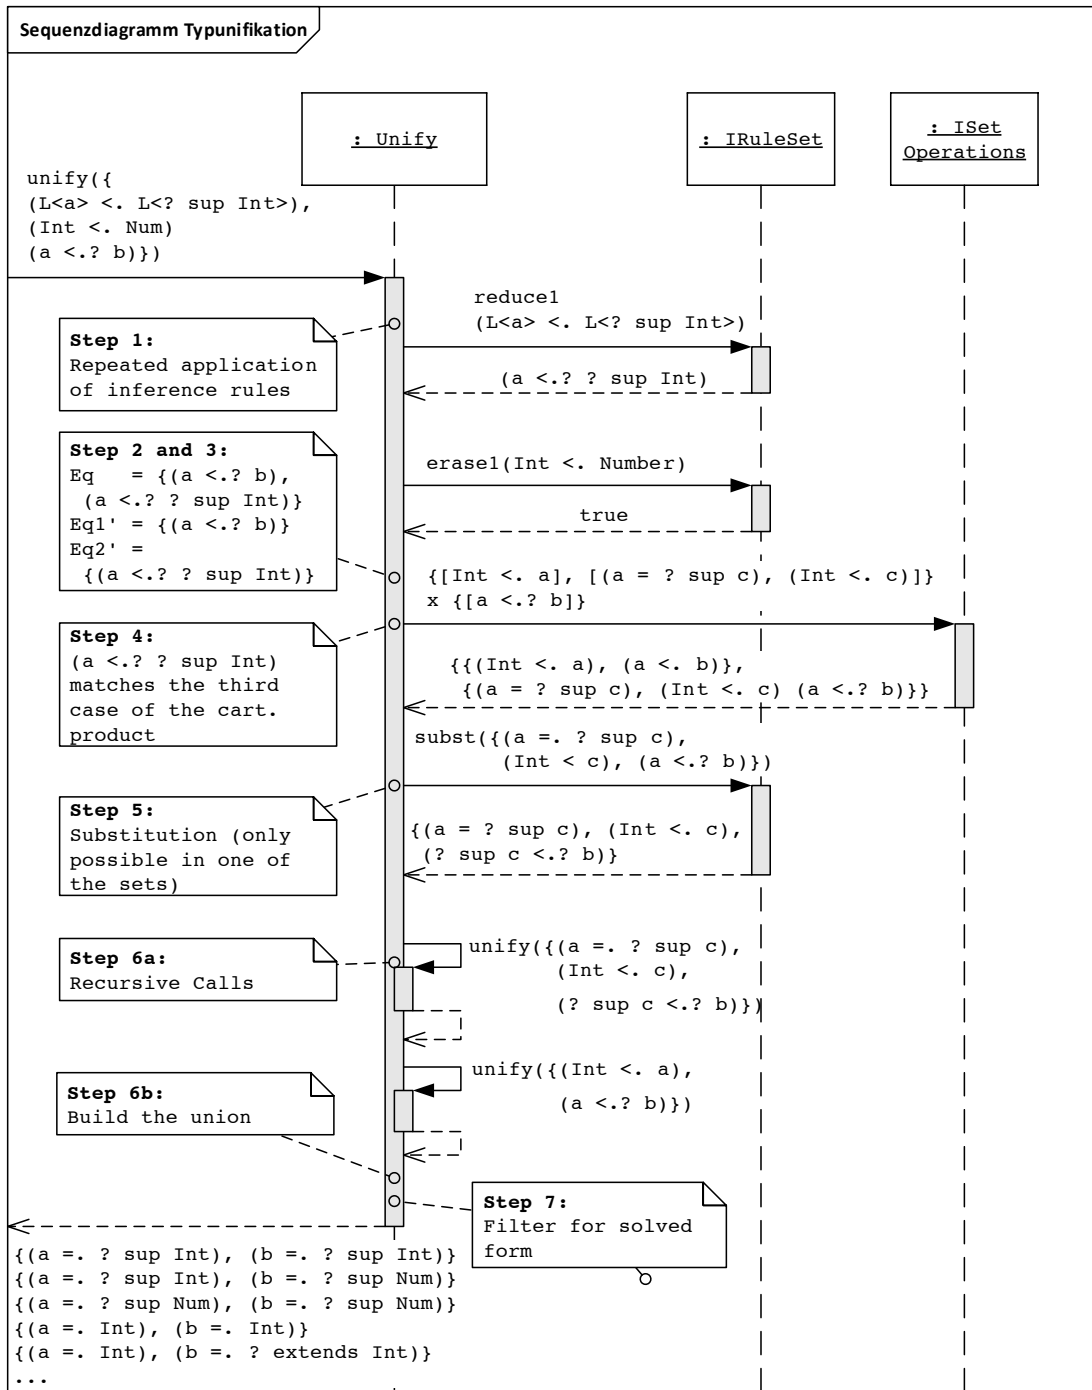 Sequenzdiagramm Typunifikation
: Unify
: IRuleSet
: ISet
Operations
unify({
(L<a> <. L<? sup Int>),
(Int <. Num)
(a <.? b)})
reduce1
(L<a> <. L<? sup Int>)
Step 1:
Repeated application
of inference rules
(a <.? ? sup Int)
Step 2 and 3:
Eq   = {(a <.? b),
(a <.? ? sup Int)}
Eq1' = {(a <.? b)}
Eq2' =
{(a <.? ? sup Int)}
erase1(Int <. Number)
true
{[Int <. a], [(a = ? sup c), (Int <. c)]}
x {[a <.? b]}
Step 4:
(a <.? ? sup Int)
matches the third
case of the cart.
product
{{(Int <. a), (a <. b)},
{(a = ? sup c), (Int <. c) (a <.? b)}}
subst({(a =. ? sup c),
(Int < c), (a <.? b)})
Step 5:
Substitution (only
possible in one of
the sets)
{(a = ? sup c), (Int <. c),
(? sup c <.? b)}
Step 6a:
Recursive Calls
unify({(a =. ? sup c),
(Int <. c),
(? sup c <.? b)})
unify({(Int <. a),
(a <.? b)})
Step 6b:
Build the union
Step 7:
Filter for solved
form
{(a =. ? sup Int), (b =. ? sup Int)}
{(a =. ? sup Int), (b =. ? sup Num)}
{(a =. ? sup Num), (b =. ? sup Num)}
{(a =. Int), (b =. Int)}
{(a =. Int), (b =. ? extends Int)}
...